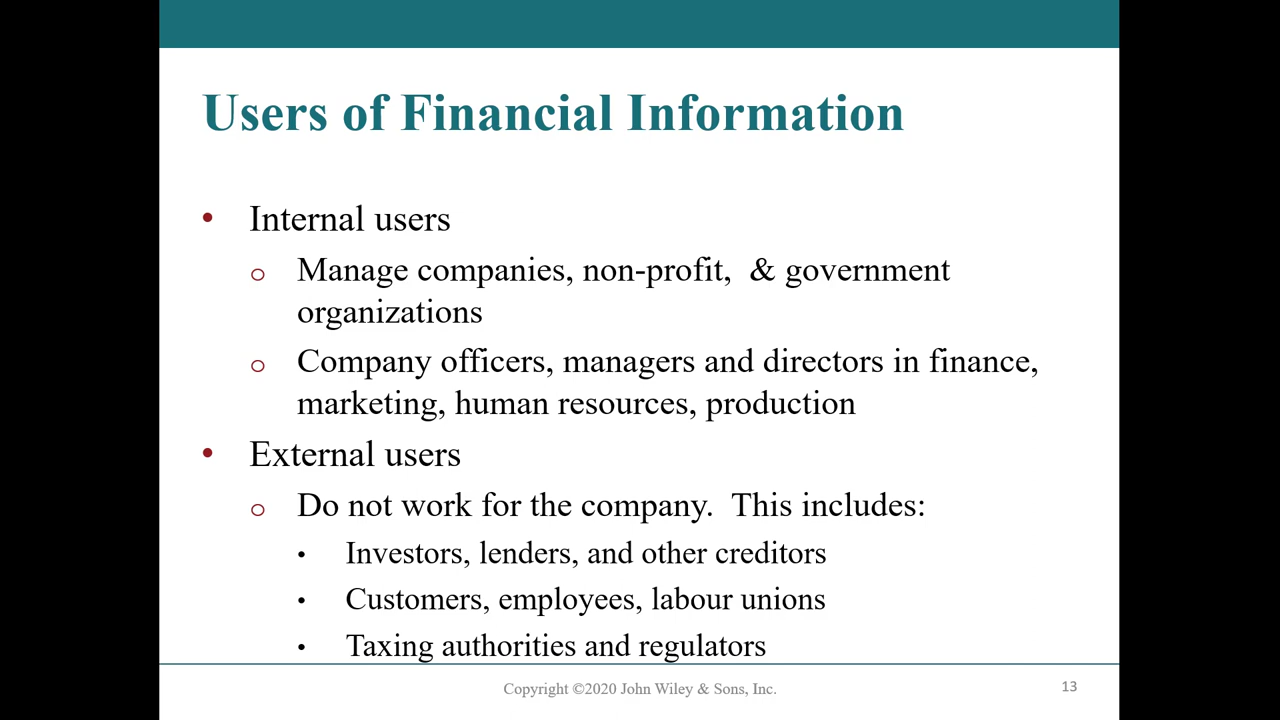 Users of Financial Information
• Internal users
o Manage companies, non-profit,  & government
organizations
o Company officers, managers and directors in finance,
marketing, human resources, production
• External users
o Do not work for the company.  This includes:
• Investors, lenders, and other creditors
• Customers, employees, labour unions
• Taxing authorities and regulators
Copyright ©2020 John Wiley & Sons, Inc.
13